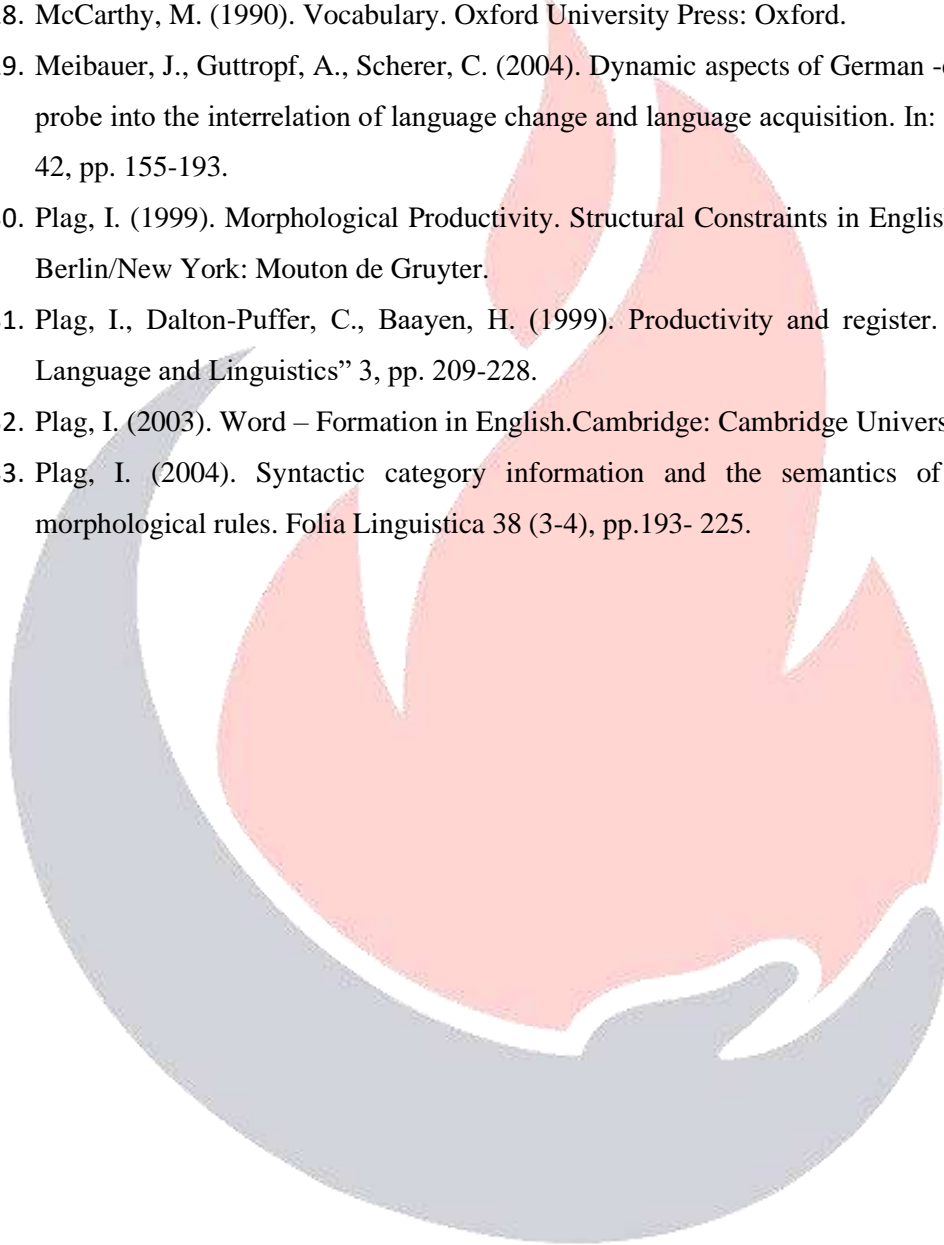 8. McCarthy, M. (1990). Vocabulary. Oxford University Press: Oxford.
9. Meibauer, J., Guttropf, A., Scherer, C. (2004). Dynamic aspects of German -
probe into the interrelation of language change and language acquisition. In:
42, pp. 155-193.
0. Plag, I. (1999). Morphological Productivity. Structural Constraints in Englis
Berlin/New York: Mouton de Gruyter.
1. Plag, I., Dalton-Puffer, C., Baayen, H. (1999). Productivity and register.
Language and Linguistics” 3, pp. 209-228.
2. Plag, I. (2003). Word – Formation in English.Cambridge: Cambridge Univers
3. Plag, I. (2004). Syntactic category information and the semantics of
morphological rules. Folia Linguistica 38 (3-4), pp.193- 225.